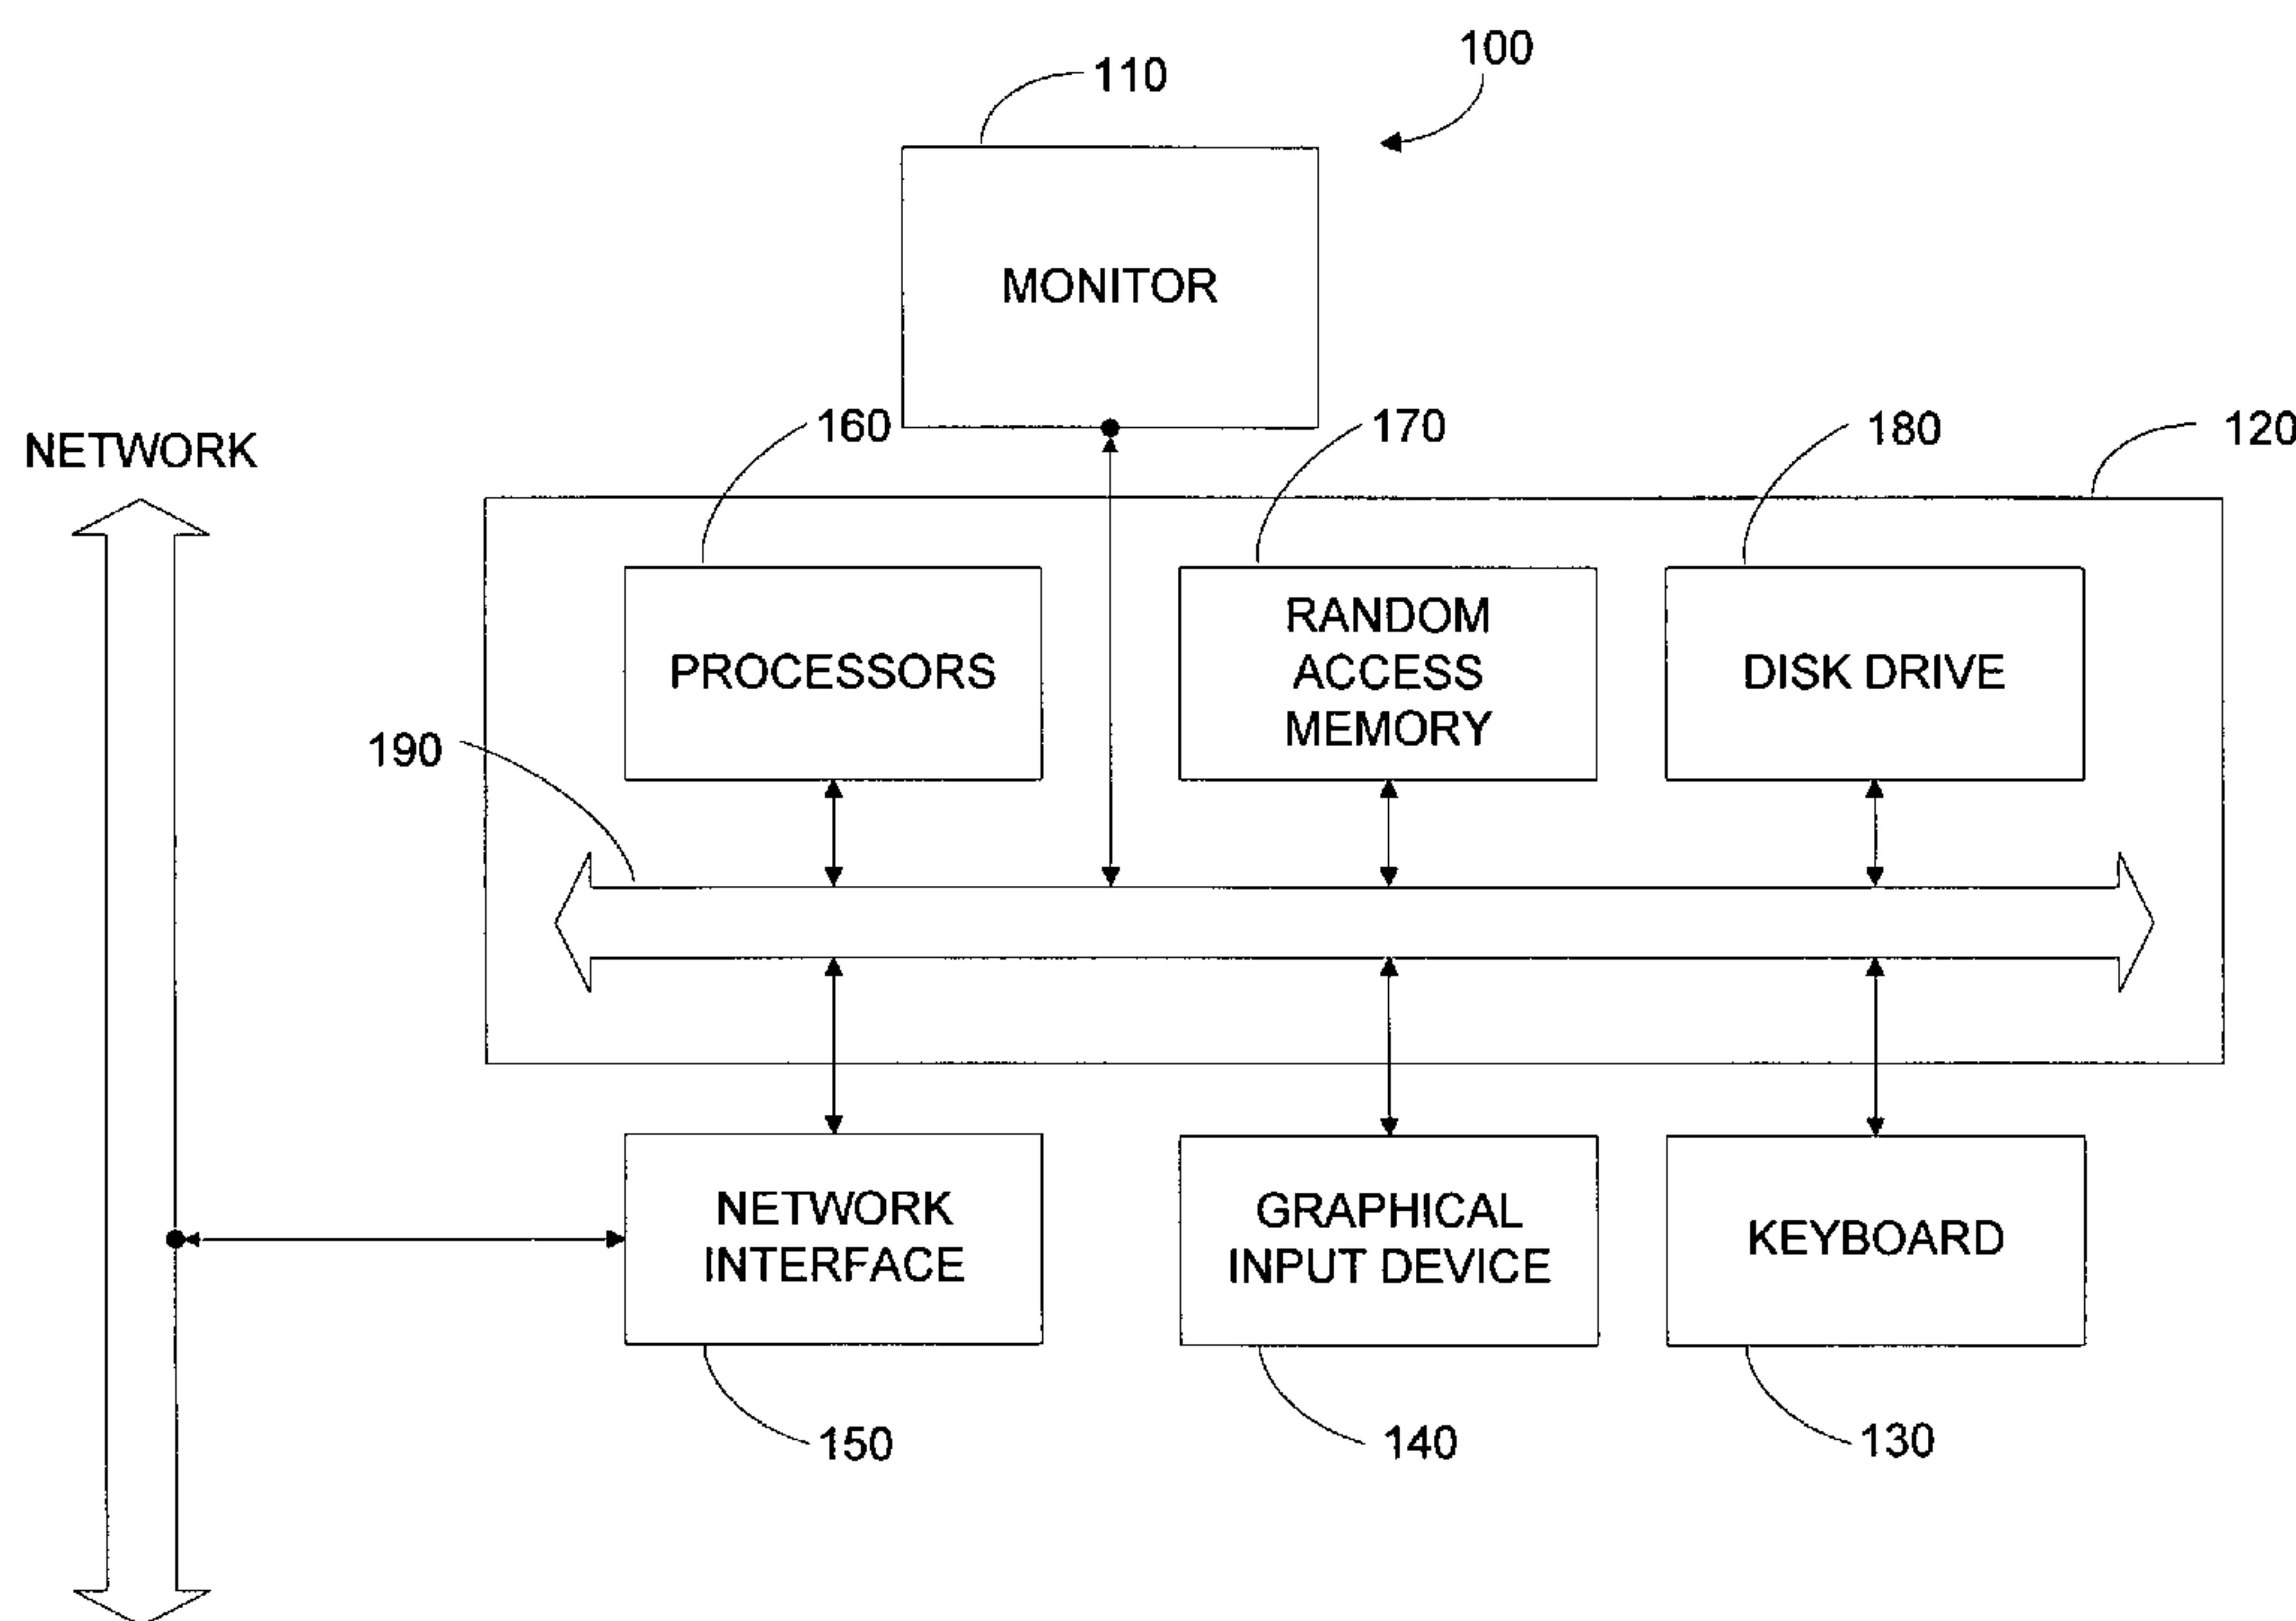 100
110
MONITOR
160
170
180
120
NETWORK
RANDOM
ACCESS
MEMORY
PROCESSORS
DISK DRIVE
190
NETWORK
INTERFACE
GRAPHICAL
INPUT DEVICE
KEYBOARD
150
140
130